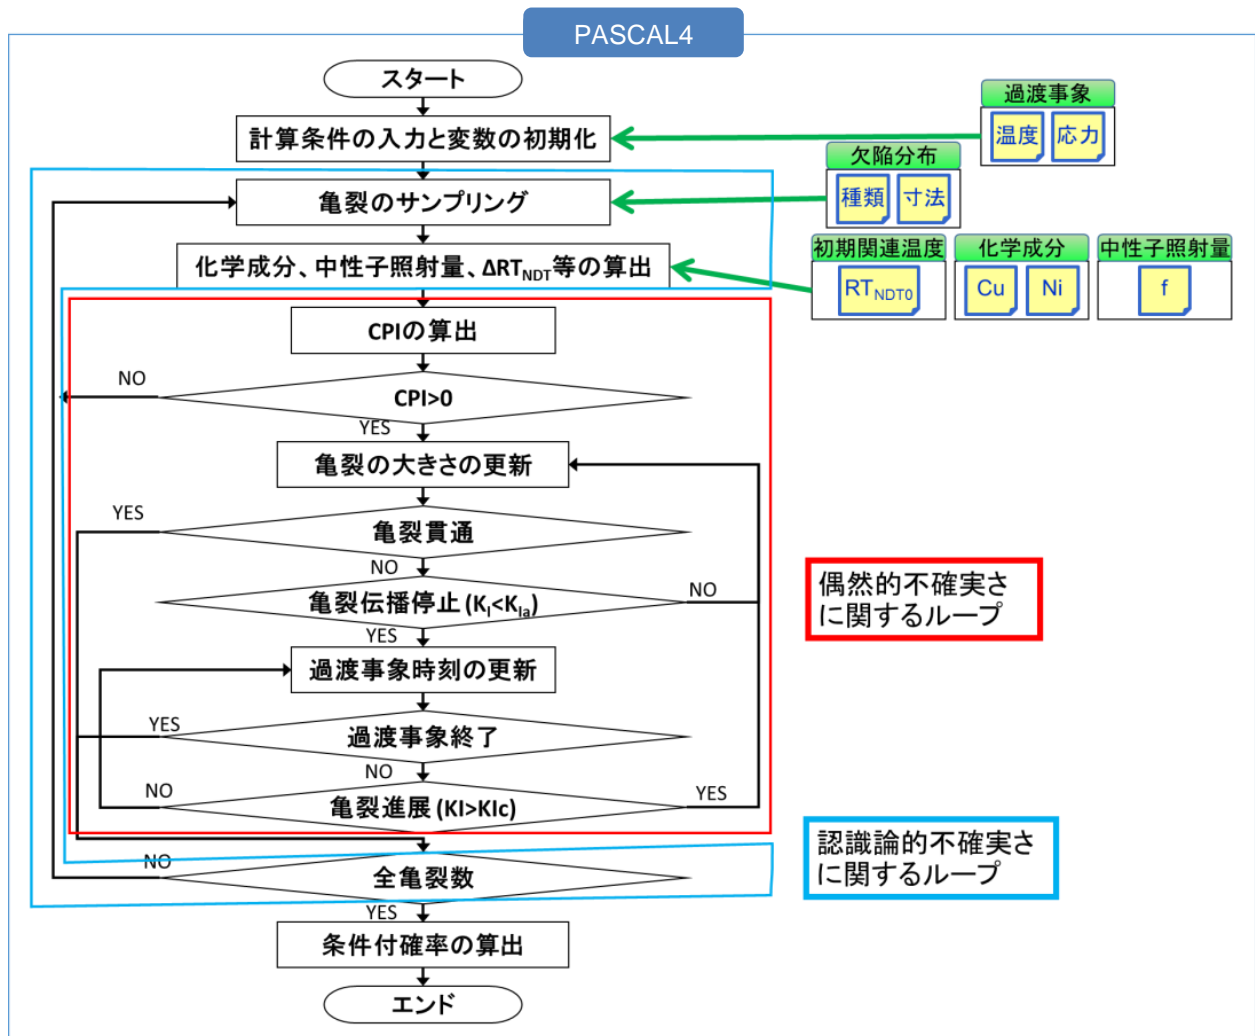 PASCAL4
スタート
過渡事象
温度 応力
計算条件の入力と変数の初期化
欠陥分布
種類 寸法
亀裂のサンプリング
初期関連温度 化学成分 中性子照射量
RTNDT0 Cu Ni f
化学成分、中性子照射量、ΔRTNDT等の算出
CPIの算出
NO
CPI>0
YES
亀裂の大きさの更新
YES
亀裂貫通
NO
亀裂伝播停止(KI<KIa)
NO
YES
偶然的不確実さ
に関するループ
過渡事象時刻の更新
YES
過渡事象終了
NO
NO
亀裂進展(KI>KIc)
YES
認識論的不確実さ
に関するループ
NO
全亀裂数
YES
条件付確率の算出
エンド